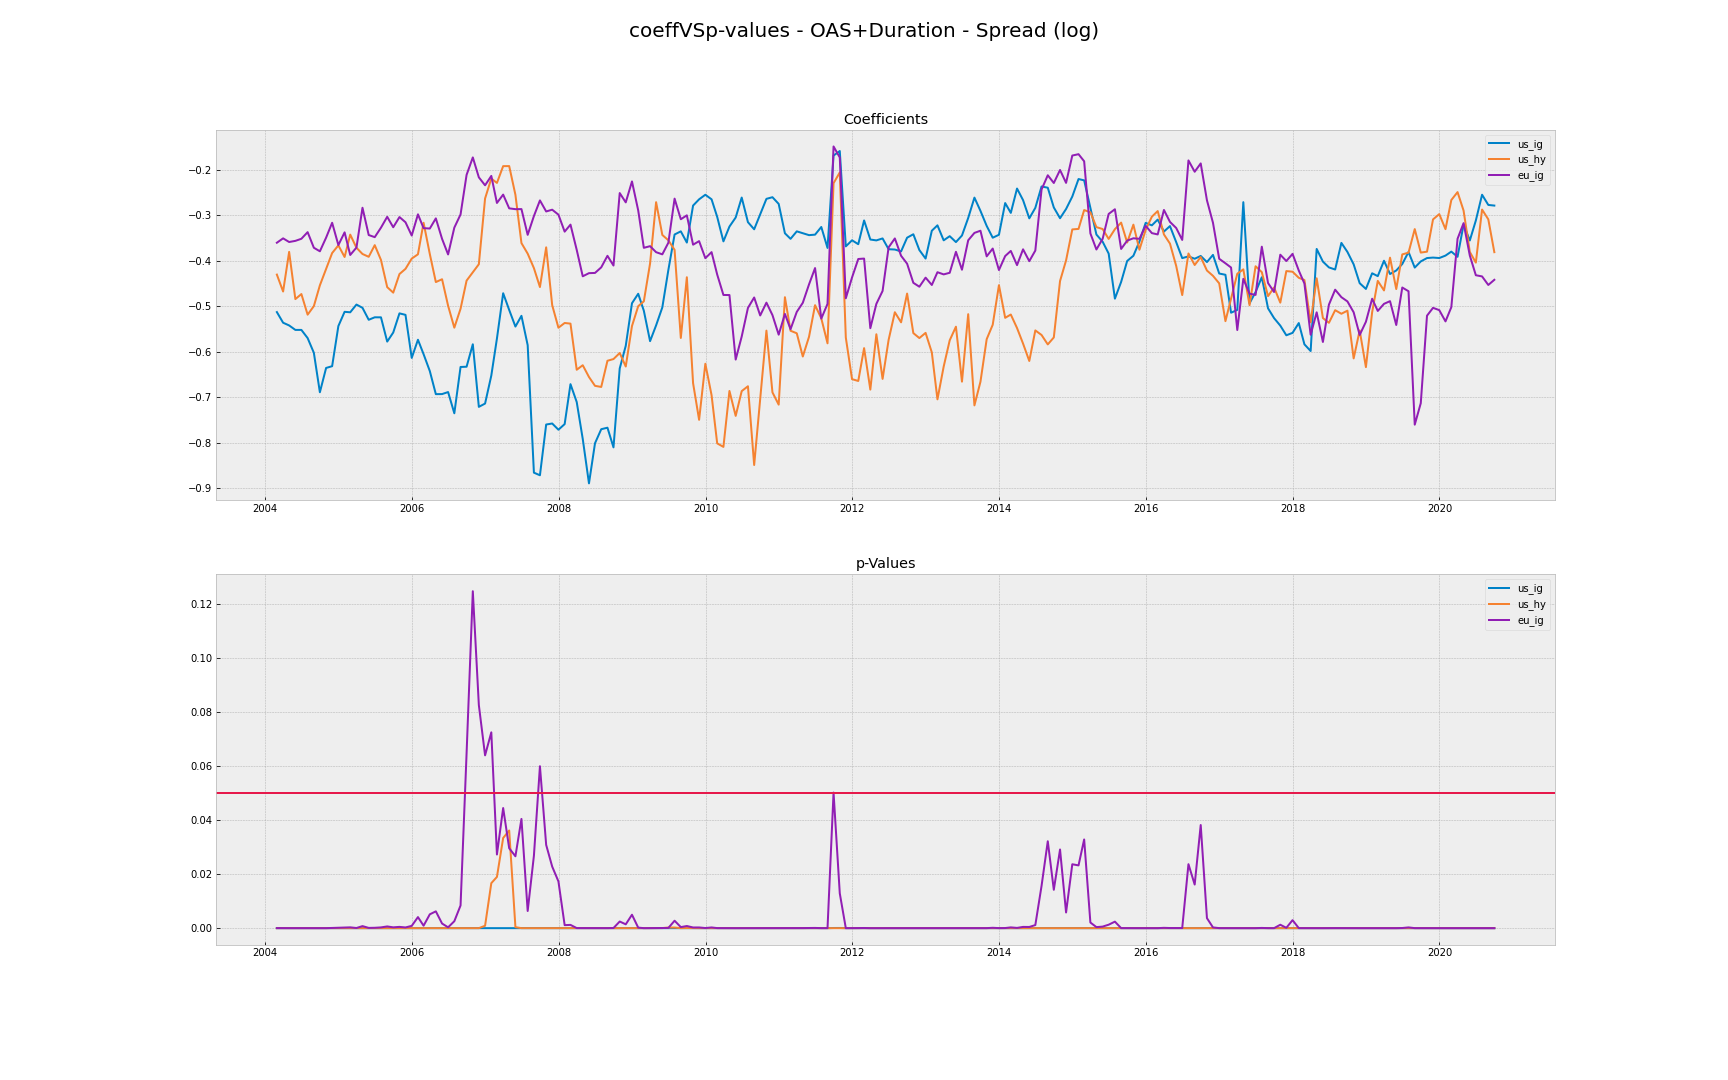 coeffVSp-values - OAS+Duration - Spread (log)
Coefficients
us_ig
us_hy
eu_ig
−0.2
−0.3
−0.4
−0.5
−0.6
−0.7
−0.8
−0.9
2004 2006 2008 2010 2012 2014 2016 2018 2020
p-Values
us_ig
us_hy
eu_ig
0.12
0.10
0.08
0.06
0.04
0.02
0.00
2004 2006 2008 2010 2012 2014 2016 2018 2020